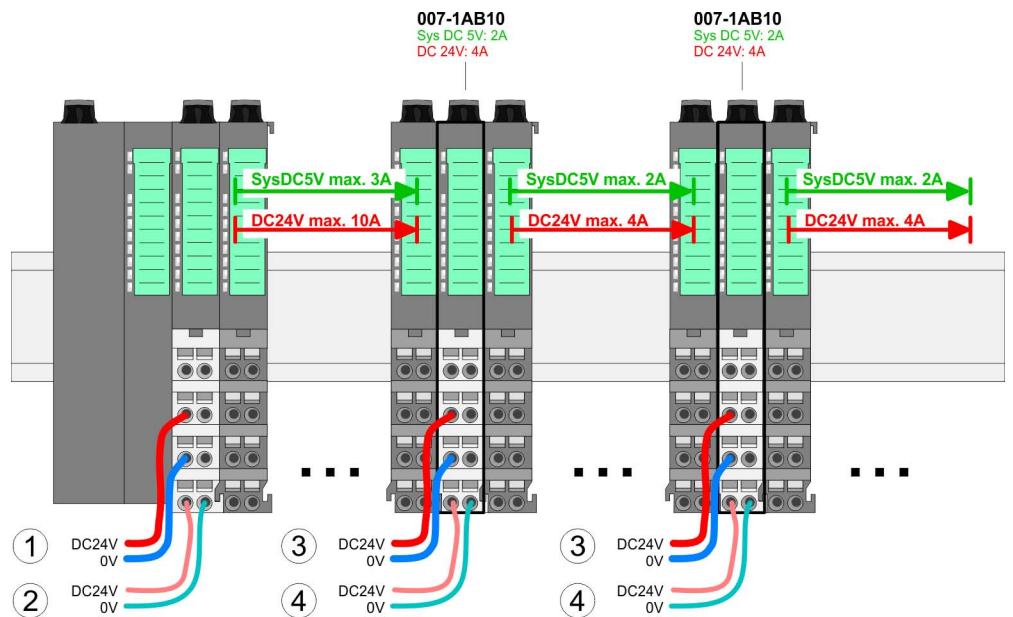 007-1AB10
Sys DC 5V: 2A
DC 24V: 4A
007-1AB10
Sys DC 5V: 2A
DC 24V: 4A
SysDC5V max. 3A
SysDC5V max. 2A
SysDC5V max. 2A
DC24V max. 10A
DC24V max. 4A
DC24V max. 4A
1
DC24V
0V
2
DC24V
0V
3
DC24V
0V
4
DC24V
0V
3
DC24V
0V
4
DC24V
0V